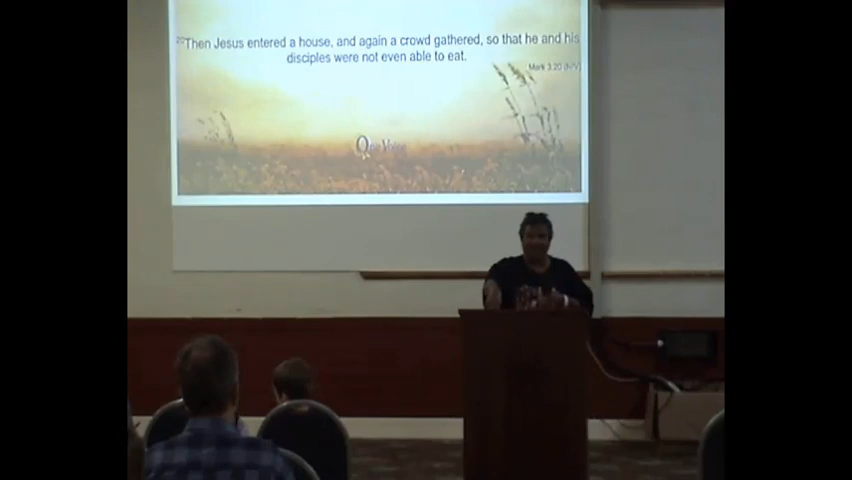 ²⁰Then Jesus entered a house, and again a crowd gathered, so that he and his
disciples were not even able to eat.
Mark 3:20 (NIV)